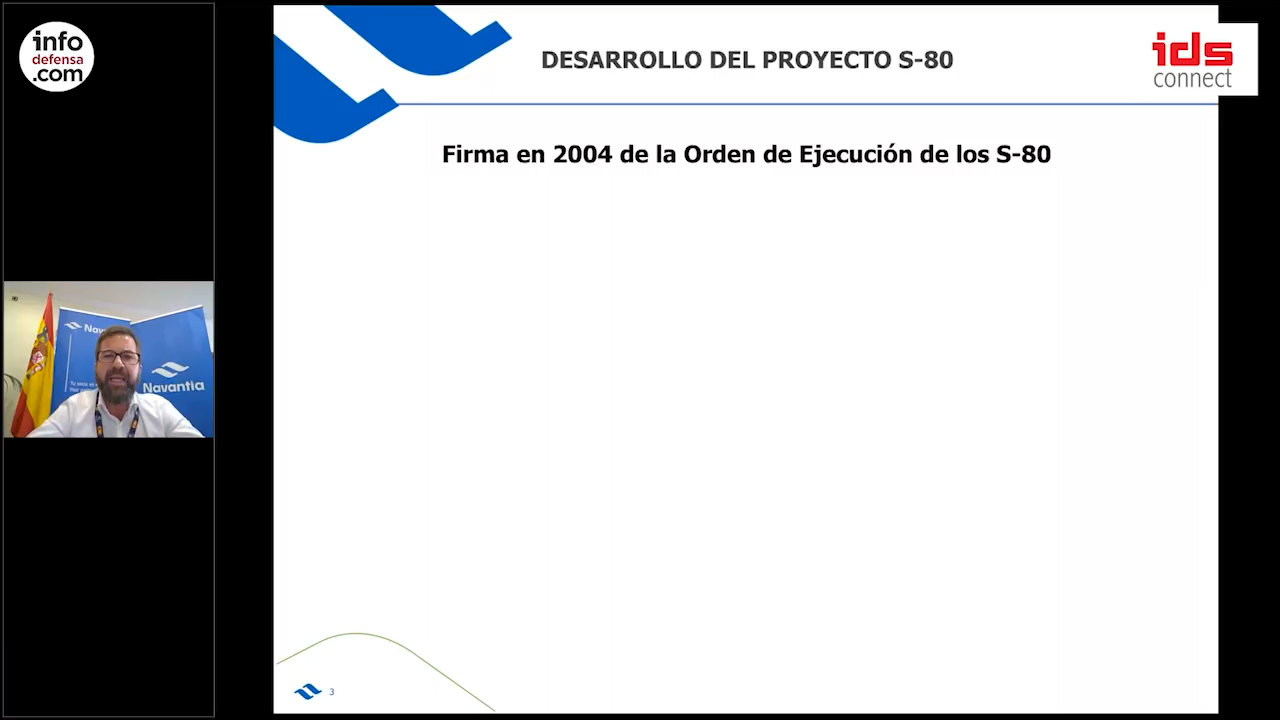 info
defensa
.com
DESARROLLO DEL PROYECTO S-80
ids
connect
Firma en 2004 de la Orden de Ejecución de los S-80
Navantia
3